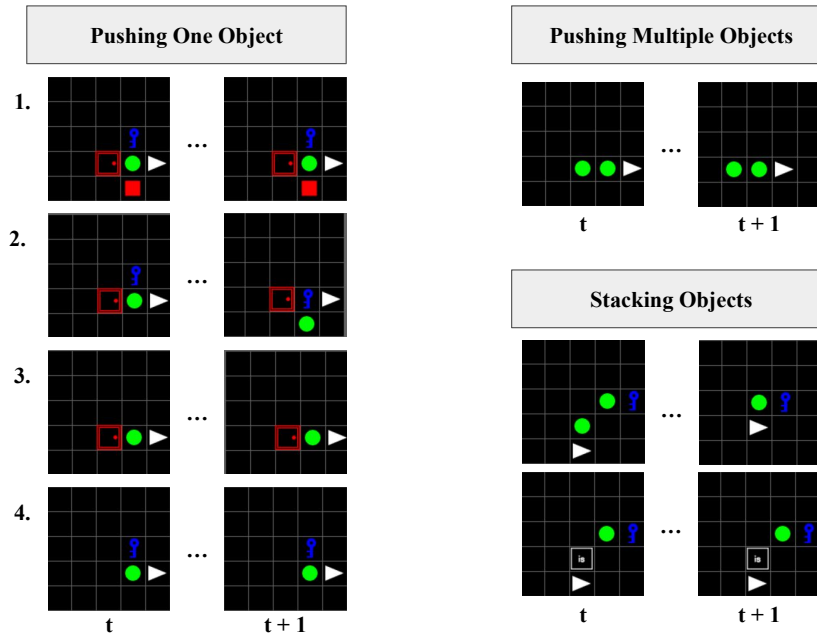 Pushing One Object
1.
...
2.
...
3.
...
4.
...
t
t + 1
Pushing Multiple Objects
...
t
t + 1
Stacking Objects
...
is
...
is
t
t + 1